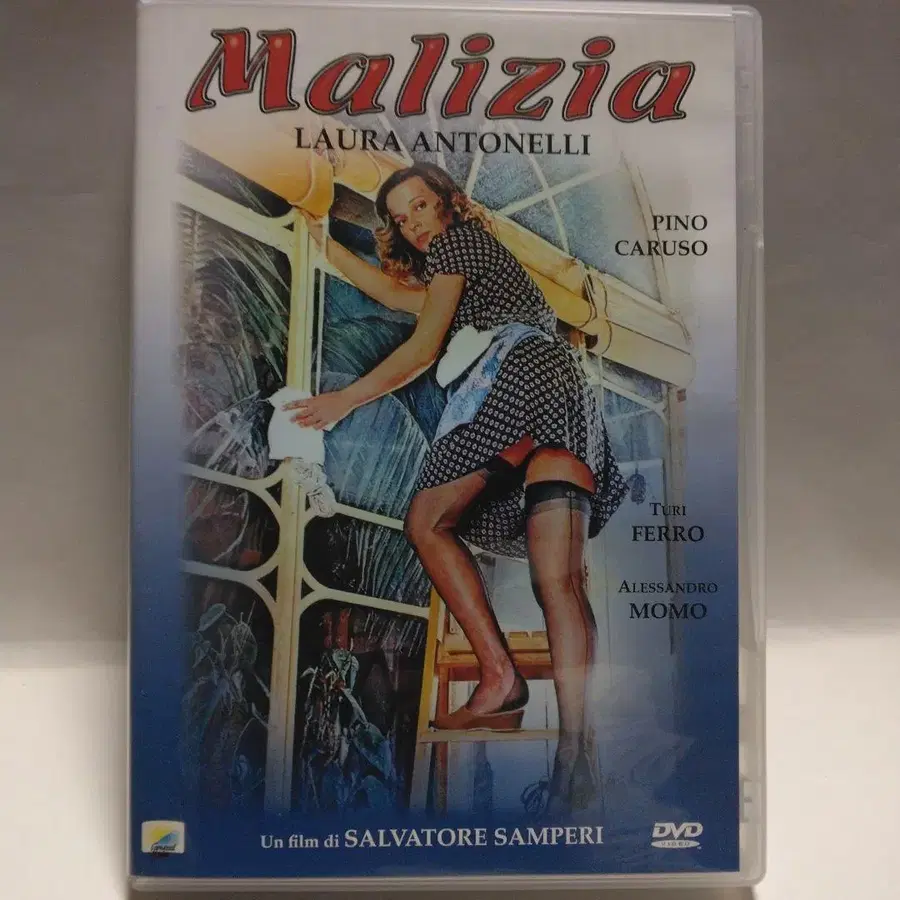 Malizia
LAURA ANTONELLI
PINO
CARUSO
TURI
FERRO
ALESSANDRO
MOMO
Un film di SALVATORE SAMPERI
DVD
VIDEO